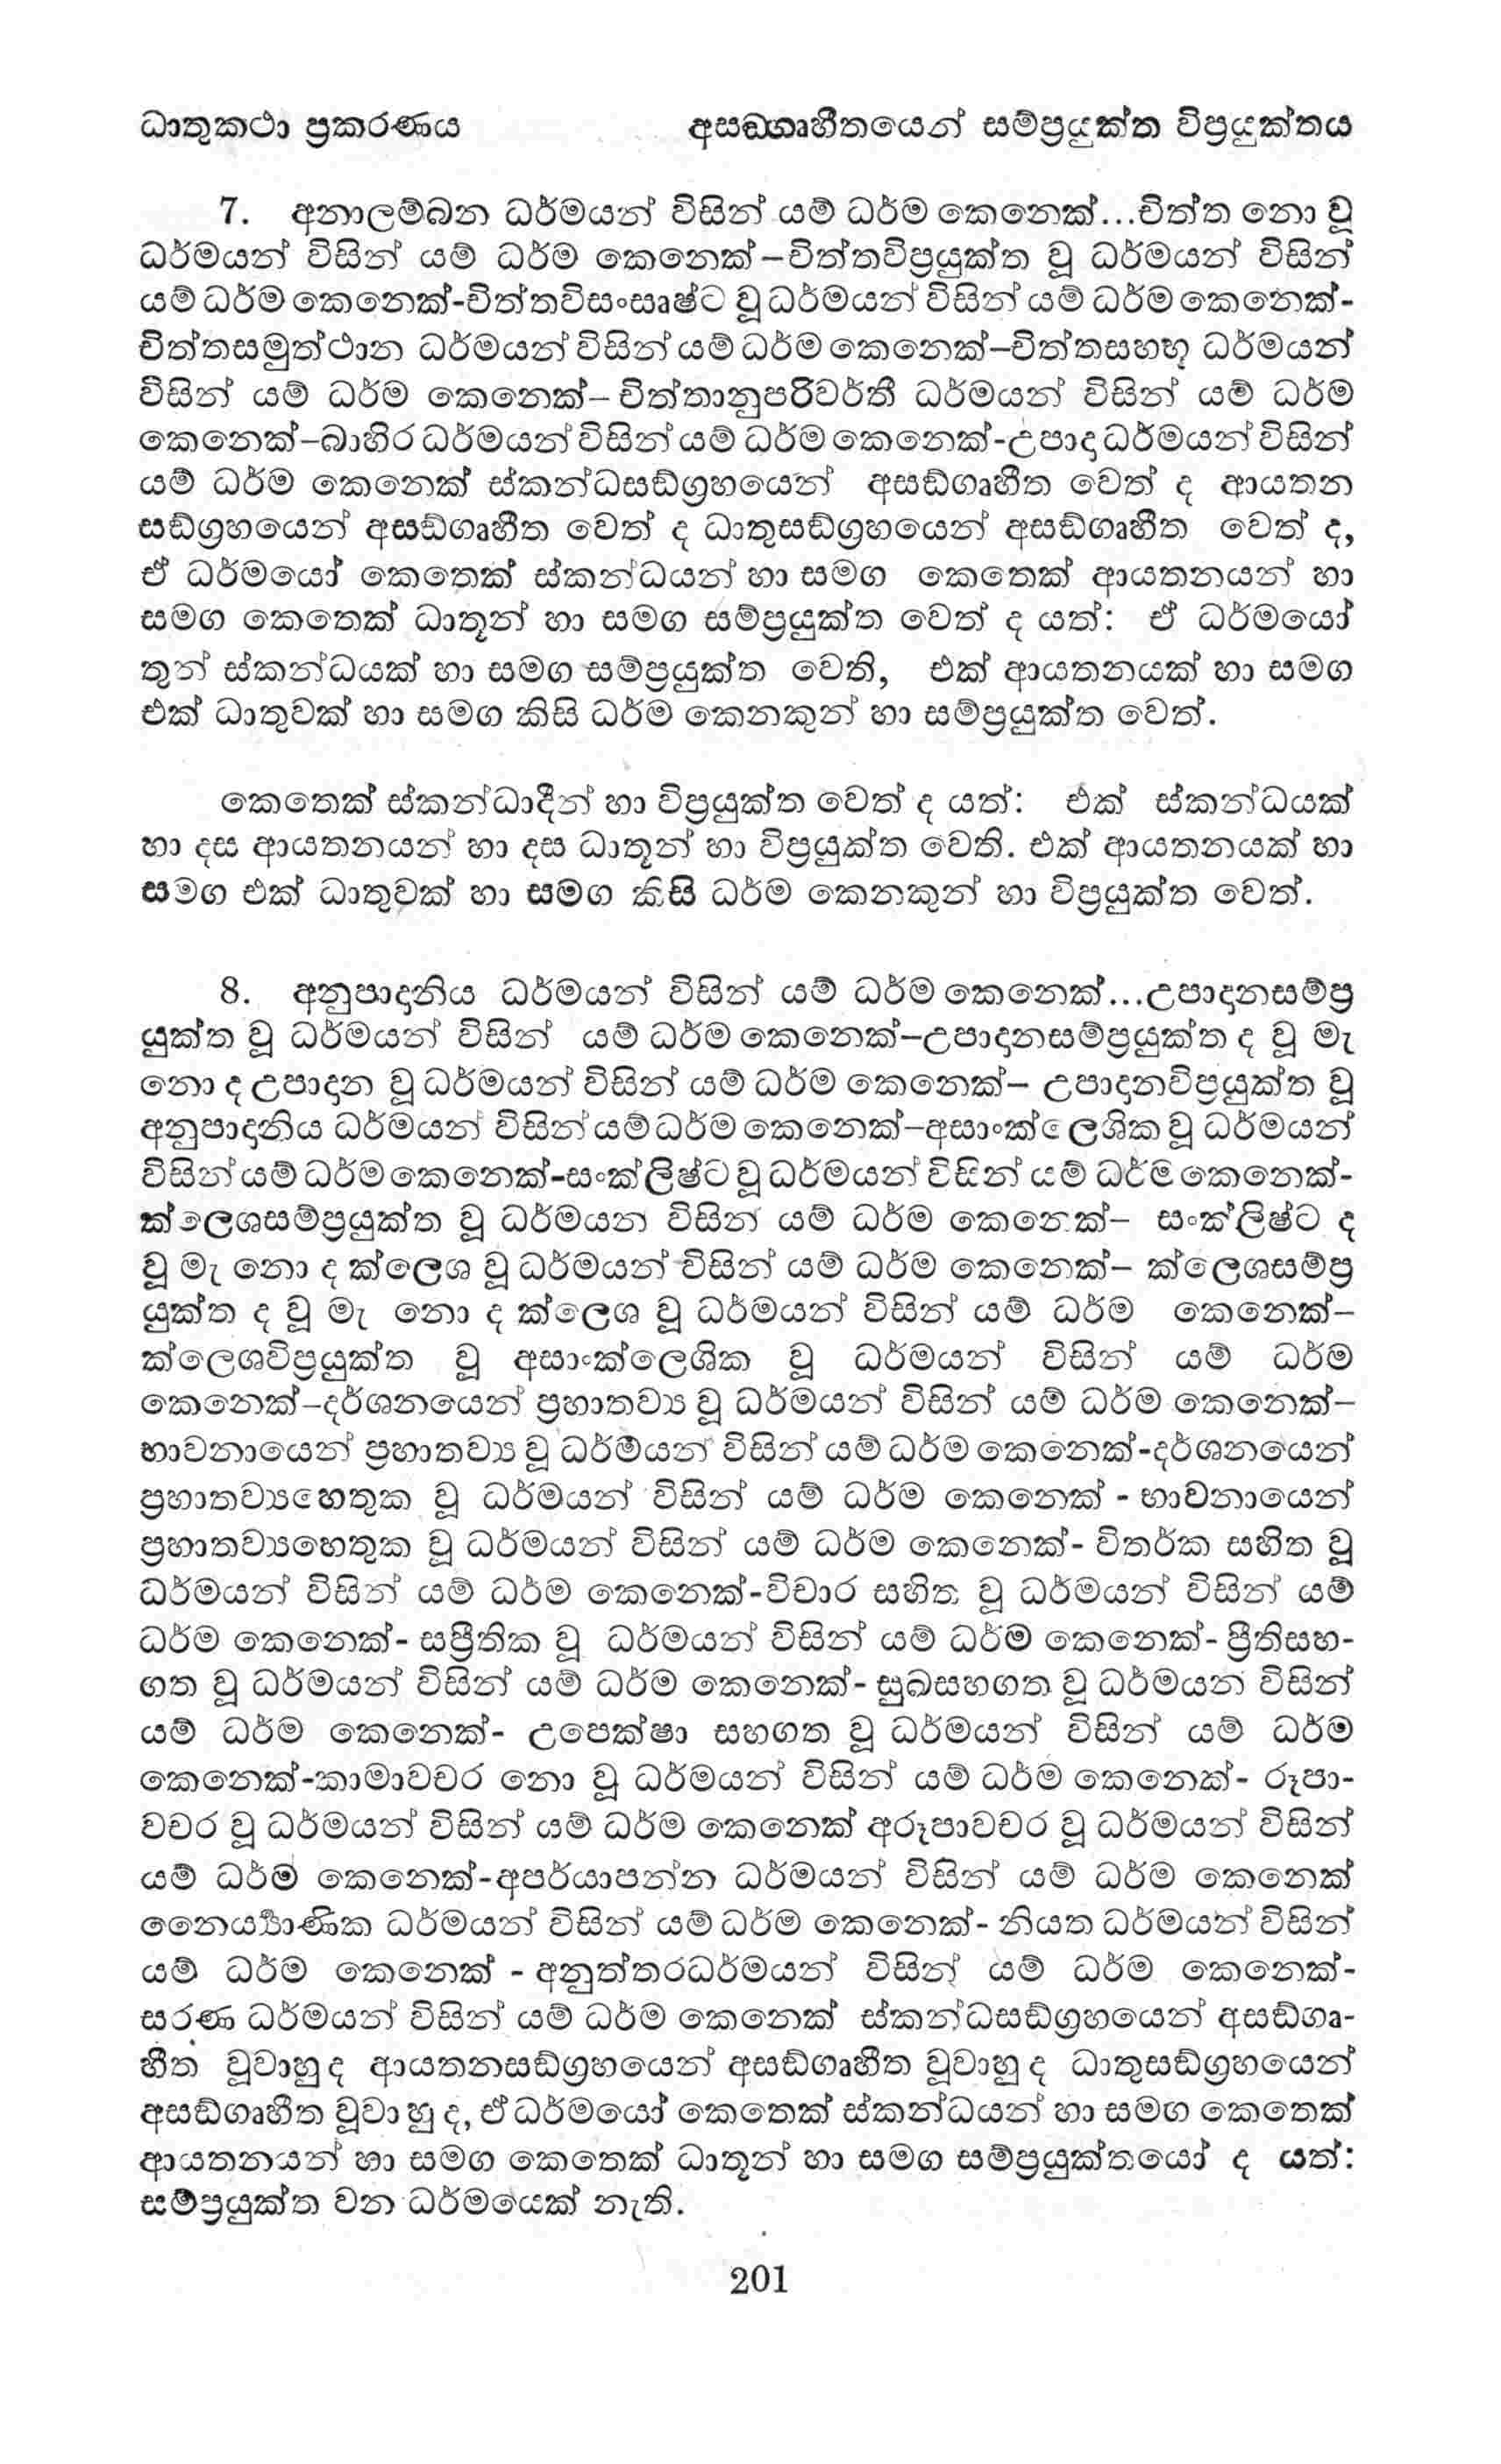 ධාතුකථා ප්‍රකරණය අසඞ්ගෘහීතයෙන් සම්ප්‍රයුක්ත විප්‍රයුක්තය
7. අනාලම්බන ධර්මයන් විසින් යම් ධර්ම කෙනෙක්...චිත්ත නො වූ
ධර්මයන් විසින් යම් ධර්ම කෙනෙක්–චිත්තවිප්‍රයුක්ත වූ ධර්මයන් විසින්
යම් ධර්ම කෙනෙක්-චිත්තවිසංසෘෂ්ට වූ ධර්මයන් විසින් යම් ධර්ම කෙනෙක්-
චිත්තසමුත්ථාන ධර්මයන් විසින් යම් ධර්ම කෙනෙක්–චිත්තසහභූ ධර්මයන්
විසින් යම් ධර්ම කෙනෙක්– චිත්තානුපරිවර්තී ධර්මයන් විසින් යම් ධර්ම
කෙනෙක්–බාහිර ධර්මයන් විසින් යම් ධර්ම කෙනෙක්-උපාදා ධර්මයන් විසින්
යම් ධර්ම කෙනෙක් ස්කන්ධසඞ්ග්‍රහයෙන් අසඞ්ගෘහීත වෙත් ද ආයතන
සඞ්ග්‍රහයෙන් අසඞ්ගෘහීත වෙත් ද ධාතුසඞ්ග්‍රහයෙන් අසඞ්ගෘහීත වෙත් ද,
ඒ ධර්මයෝ කෙතෙක් ස්කන්ධයන් හා සමග කෙතෙක් ආයතනයන් හා
සමග කෙතෙක් ධාතූන් හා සමග සම්ප්‍රයුක්ත වෙත් ද යත්: ඒ ධර්මයෝ
තුන් ස්කන්ධයක් හා සමග සම්ප්‍රයුක්ත වෙති, එක් ආයතනයක් හා සමග
එක් ධාතුවක් හා සමග කිසි ධර්ම කෙනකුන් හා සම්ප්‍රයුක්ත වෙත්.
කෙතෙක් ස්කන්ධාදීන් හා විප්‍රයුක්ත වෙත් ද යත්: එක් ස්කන්ධයක්
හා දස ආයතනයන් හා දස ධාතූන් හා විප්‍රයුක්ත වෙති. එක් ආයතනයක් හා
සමග එක් ධාතුවක් හා සමග කිසි ධර්ම කෙනකුන් හා විප්‍රයුක්ත වෙත්.
8. අනුපාදානිය ධර්මයන් විසින් යම් ධර්ම කෙනෙක්...උපාදානසම්ප්‍ර
යුක්ත වූ ධර්මයන් විසින් යම් ධර්ම කෙනෙක්–උපාදානසම්ප්‍රයුක්ත ද වූ මැ
නො ද උපාදාන වූ ධර්මයන් විසින් යම් ධර්ම කෙනෙක්– උපාදානවිප්‍රයුක්ත වූ
අනුපාදානිය ධර්මයන් විසින් යම් ධර්ම කෙනෙක්–අසාංක්ලෙශික වූ ධර්මයන්
විසින් යම් ධර්ම කෙනෙක්-සංක්ලිෂ්ට වූ ධර්මයන් විසින් යම් ධර්ම කෙනෙක්-
ක්ලෙශසම්ප්‍රයුක්ත වූ ධර්මයන් විසින් යම් ධර්ම කෙනෙක්– සංක්ලිෂ්ට ද
වූ මැ නො ද ක්ලෙශ වූ ධර්මයන් විසින් යම් ධර්ම කෙනෙක්– ක්ලෙශසම්ප්‍ර
යුක්ත ද වූ මැ නො ද ක්ලෙශ වූ ධර්මයන් විසින් යම් ධර්ම කෙනෙක්–
ක්ලෙශවිප්‍රයුක්ත වූ අසාංක්ලෙශික වූ ධර්මයන් විසින් යම් ධර්ම
කෙනෙක්–දර්ශනයෙන් ප්‍රහාතව්‍ය වූ ධර්මයන් විසින් යම් ධර්ම කෙනෙක්–
භාවනායෙන් ප්‍රහාතව්‍ය වූ ධර්මයන් විසින් යම් ධර්ම කෙනෙක්-දර්ශනයෙන්
ප්‍රහාතව්‍යහෙතුක වූ ධර්මයන් විසින් යම් ධර්ම කෙනෙක් - භාවනායෙන්
ප්‍රහාතව්‍යහෙතුක වූ ධර්මයන් විසින් යම් ධර්ම කෙනෙක්- විතර්ක සහිත වූ
ධර්මයන් විසින් යම් ධර්ම කෙනෙක්-විචාර සහිත වූ ධර්මයන් විසින් යම්
ධර්ම කෙනෙක්- සප්‍රීතික වූ ධර්මයන් විසින් යම් ධර්ම කෙනෙක්- ප්‍රීතිසහ-
ගත වූ ධර්මයන් විසින් යම් ධර්ම කෙනෙක්- සුඛසහගත වූ ධර්මයන් විසින්
යම් ධර්ම කෙනෙක්- උපෙක්ෂා සහගත වූ ධර්මයන් විසින් යම් ධර්ම
කෙනෙක්-කාමාවචර නො වූ ධර්මයන් විසින් යම් ධර්ම කෙනෙක්- රූපා-
වචර වූ ධර්මයන් විසින් යම් ධර්ම කෙනෙක් අරූපාවචර වූ ධර්මයන් විසින්
යම් ධර්ම කෙනෙක්-අපර්යාපන්න ධර්මයන් විසින් යම් ධර්ම කෙනෙක්
නෛර්‍ය්‍යාණික ධර්මයන් විසින් යම් ධර්ම කෙනෙක්- නියත ධර්මයන් විසින්
යම් ධර්ම කෙනෙක් - අනුත්තරධර්මයන් විසින් යම් ධර්ම කෙනෙක්-
සරණ ධර්මයන් විසින් යම් ධර්ම කෙනෙක් ස්කන්ධසඞ්ග්‍රහයෙන් අසඞ්ගෘ-
හීත වූවාහු ද ආයතනසඞ්ග්‍රහයෙන් අසඞ්ගෘහීත වූවාහු ද ධාතුසඞ්ග්‍රහයෙන්
අසඞ්ගෘහීත වූවාහු ද, ඒ ධර්මයෝ කෙතෙක් ස්කන්ධයන් හා සමග කෙතෙක්
ආයතනයන් හා සමග කෙතෙක් ධාතූන් හා සමග සම්ප්‍රයුක්තයෝ ද යත්:
සම්ප්‍රයුක්ත වන ධර්මයෙක් නැති.
201